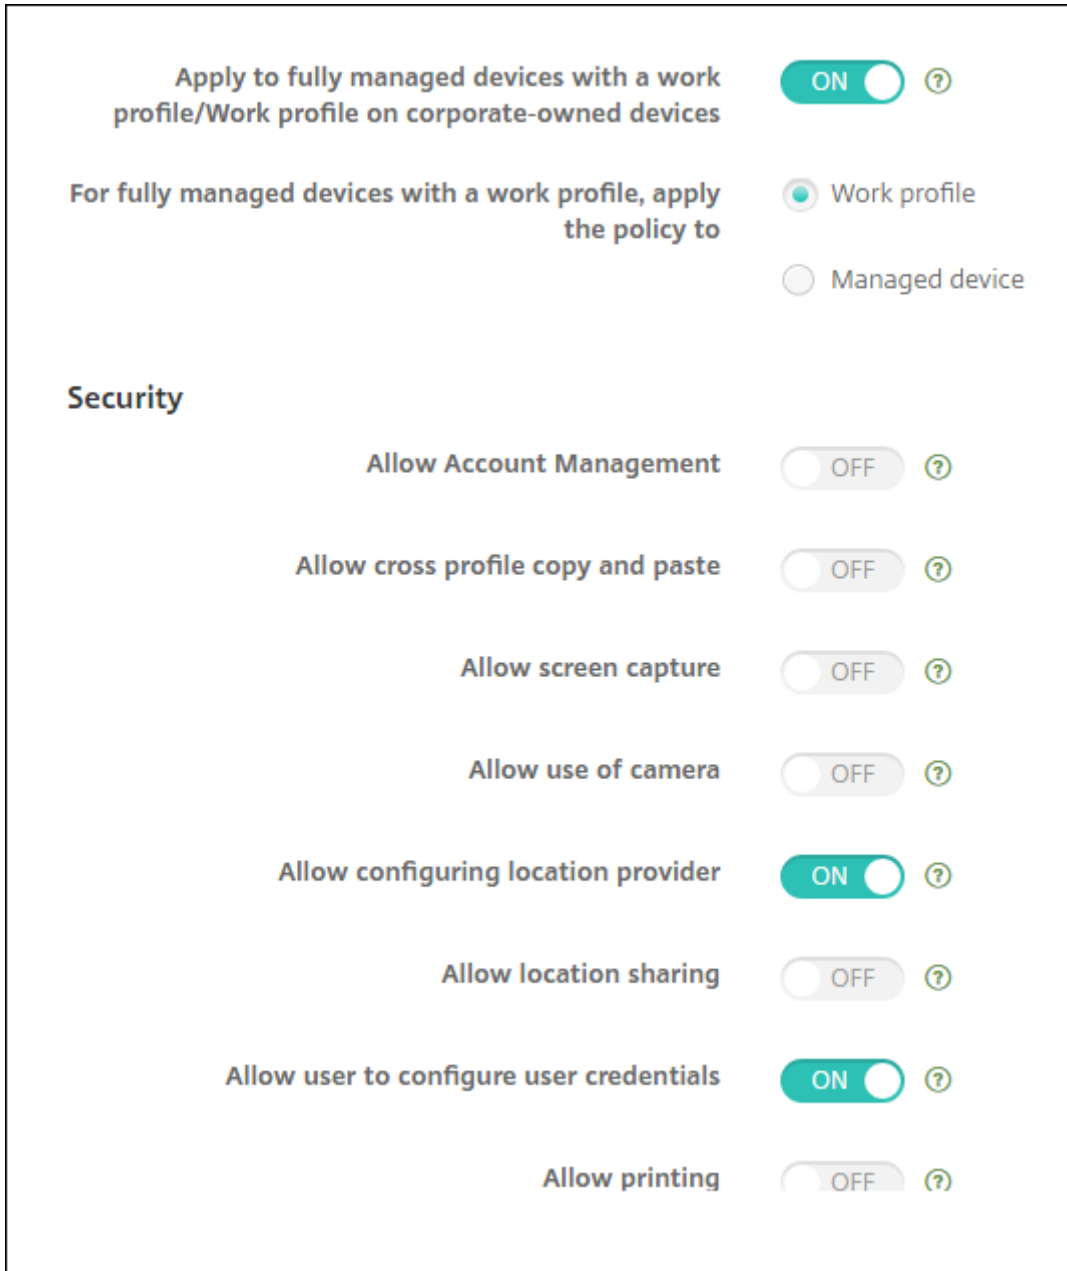 Apply to fully managed devices with a work ON ?
profile/Work profile on corporate-owned devices
For fully managed devices with a work profile, apply Work profile
the policy to
Managed device
Security
Allow Account Management OFF ?
Allow cross profile copy and paste OFF ?
Allow screen capture OFF ?
Allow use of camera OFF ?
Allow configuring location provider ON ?
Allow location sharing OFF ?
Allow user to configure user credentials ON ?
Allow printing OFF ?